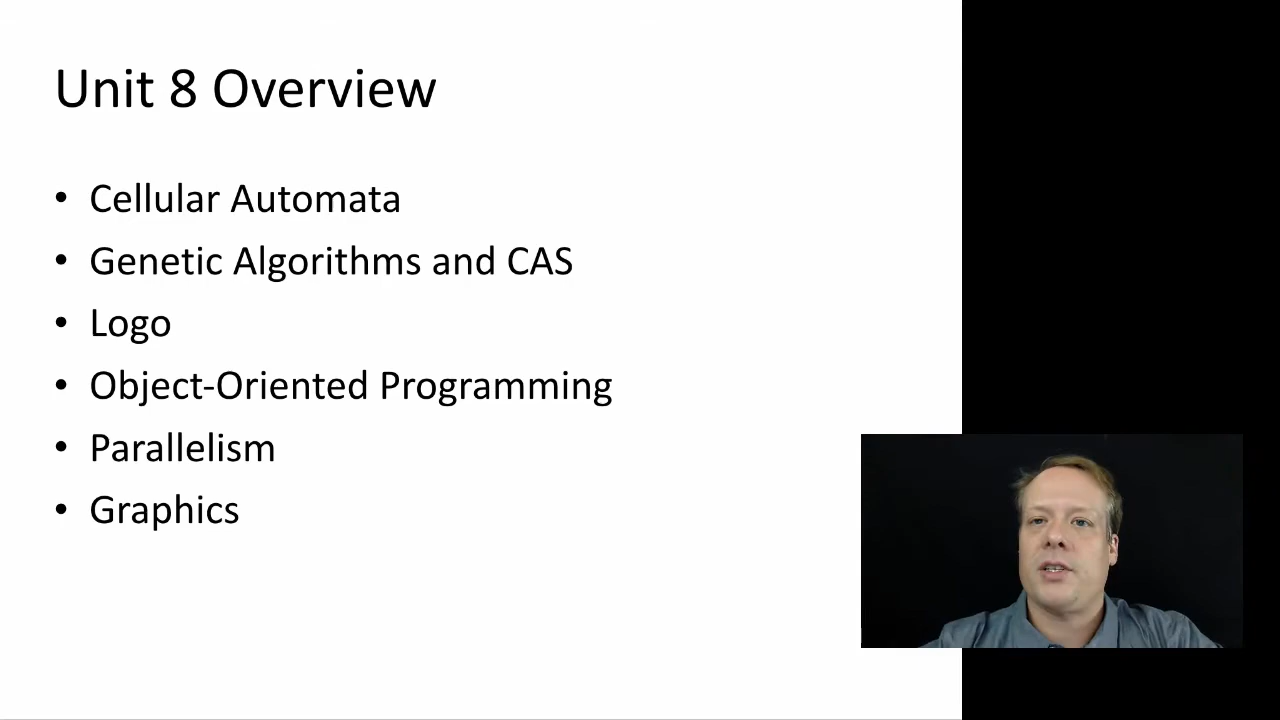 Unit 8 Overview
• Cellular Automata
• Genetic Algorithms and CAS
• Logo
• Object-Oriented Programming
• Parallelism
• Graphics